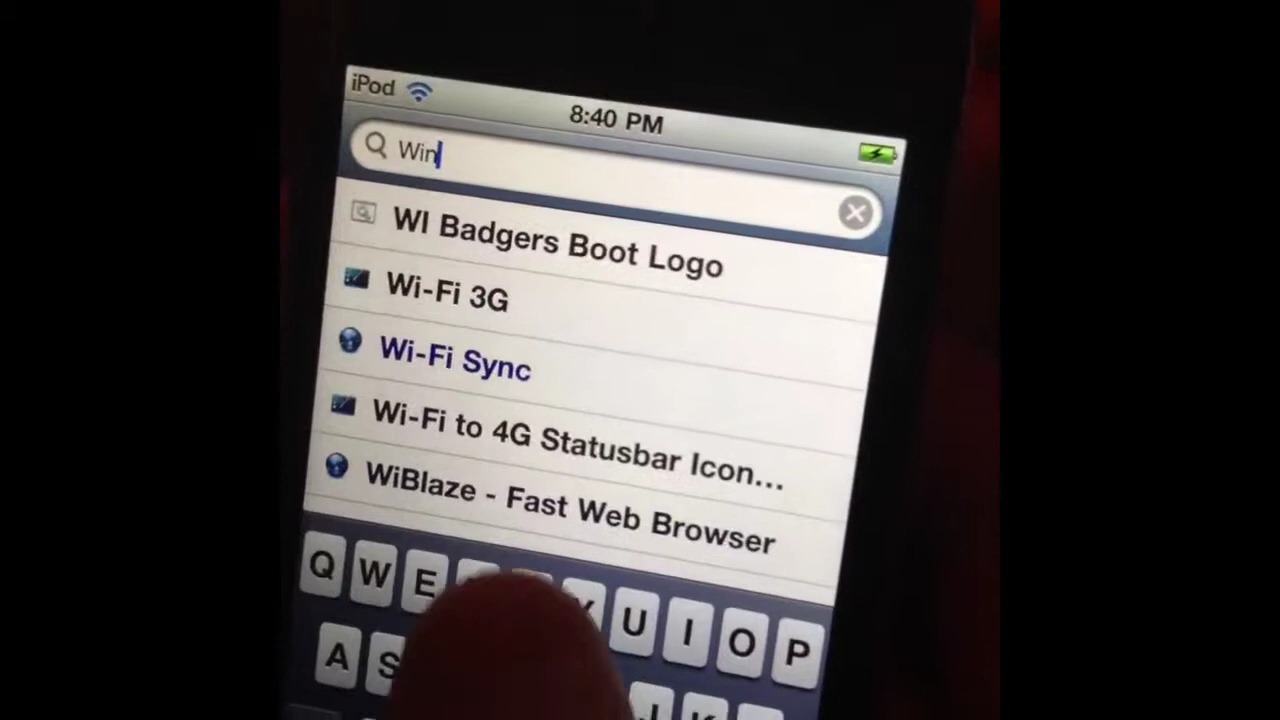 iPod
8:40 PM
Win
WI Badgers Boot Logo
Wi-Fi 3G
Wi-Fi Sync
Wi-Fi to 4G Statusbar Icon...
WiBlaze - Fast Web Browser
Q W E U I O P
A S J K